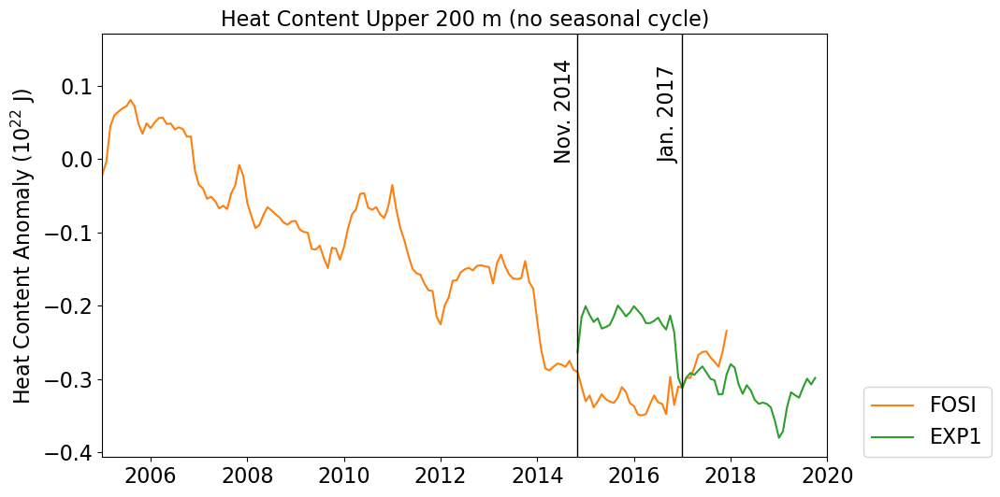 Heat Content Upper 200 m (no seasonal cycle)
Heat Content Anomaly (10²² J)
0.1
0.0
−0.1
−0.2
−0.3
−0.4
Nov. 2014
Jan. 2017
2006 2008 2010 2012 2014 2016 2018 2020
FOSI
EXP1